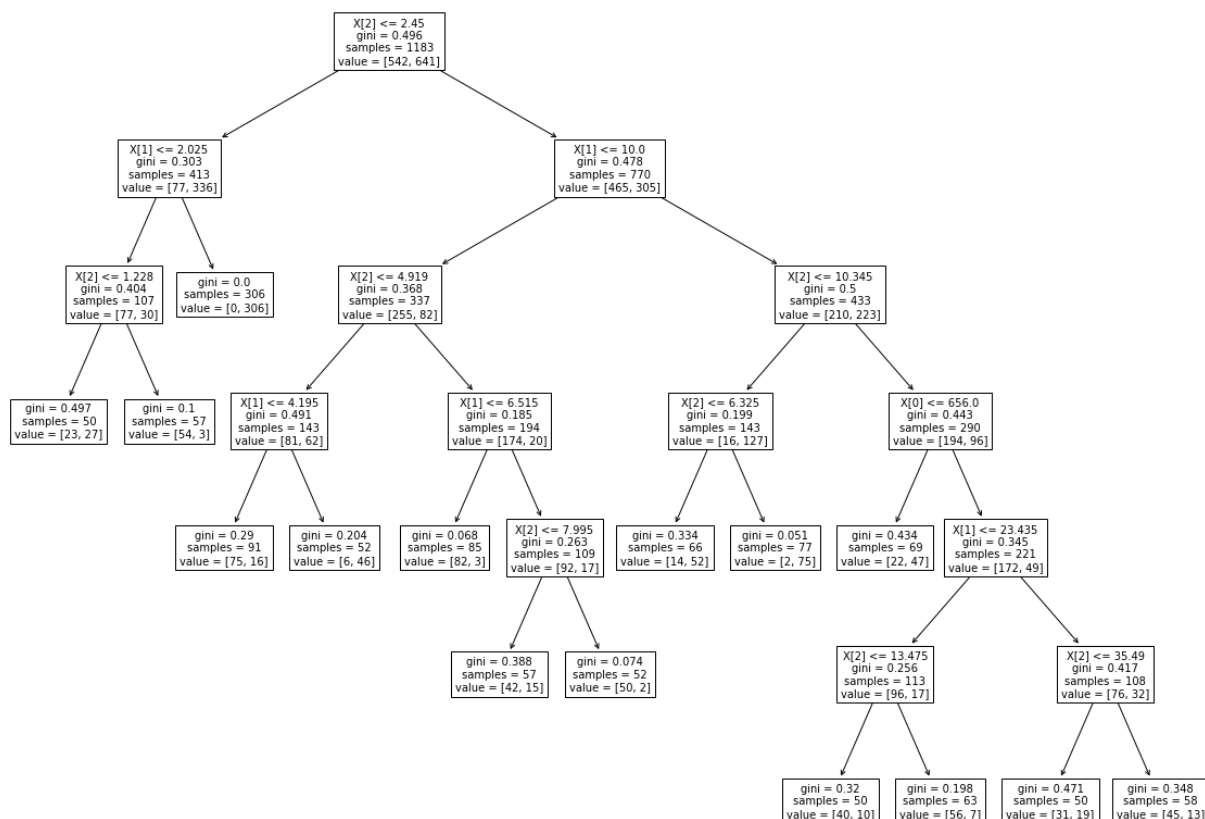 X[2] <= 2.45
gini = 0.496
samples = 1183
value = [542, 641]
X[1] <= 2.025
gini = 0.303
samples = 413
value = [77, 336]
X[1] <= 10.0
gini = 0.478
samples = 770
value = [465, 305]
X[2] <= 1.228
gini = 0.404
samples = 107
value = [77, 30]
gini = 0.0
samples = 306
value = [0, 306]
X[2] <= 4.919
gini = 0.368
samples = 337
value = [255, 82]
X[2] <= 10.345
gini = 0.5
samples = 433
value = [210, 223]
gini = 0.497
samples = 50
value = [23, 27]
gini = 0.1
samples = 57
value = [54, 3]
X[1] <= 4.195
gini = 0.491
samples = 143
value = [81, 62]
X[1] <= 6.515
gini = 0.185
samples = 194
value = [174, 20]
X[2] <= 6.325
gini = 0.199
samples = 143
value = [16, 127]
X[0] <= 656.0
gini = 0.443
samples = 290
value = [194, 96]
gini = 0.29
samples = 91
value = [75, 16]
gini = 0.204
samples = 52
value = [6, 46]
gini = 0.068
samples = 85
value = [82, 3]
X[2] <= 7.995
gini = 0.263
samples = 109
value = [92, 17]
gini = 0.334
samples = 66
value = [14, 52]
gini = 0.051
samples = 77
value = [2, 75]
gini = 0.434
samples = 69
value = [22, 47]
X[1] <= 23.435
gini = 0.345
samples = 221
value = [172, 49]
gini = 0.388
samples = 57
value = [42, 15]
gini = 0.074
samples = 52
value = [50, 2]
X[2] <= 13.475
gini = 0.256
samples = 113
value = [96, 17]
X[2] <= 35.49
gini = 0.417
samples = 108
value = [76, 32]
gini = 0.32
samples = 50
value = [40, 10]
gini = 0.198
samples = 63
value = [56, 7]
gini = 0.471
samples = 50
value = [31, 19]
gini = 0.348
samples = 58
value = [45, 13]